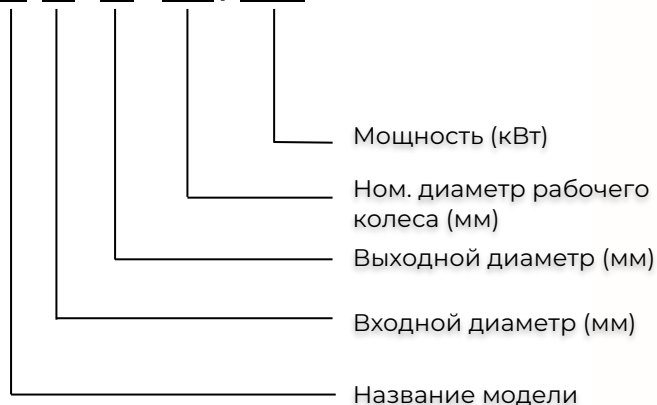 Мощность (кВт)
Ном. диаметр рабочего
колеса (мм)
Выходной диаметр (мм)
Входной диаметр (мм)
Название модели